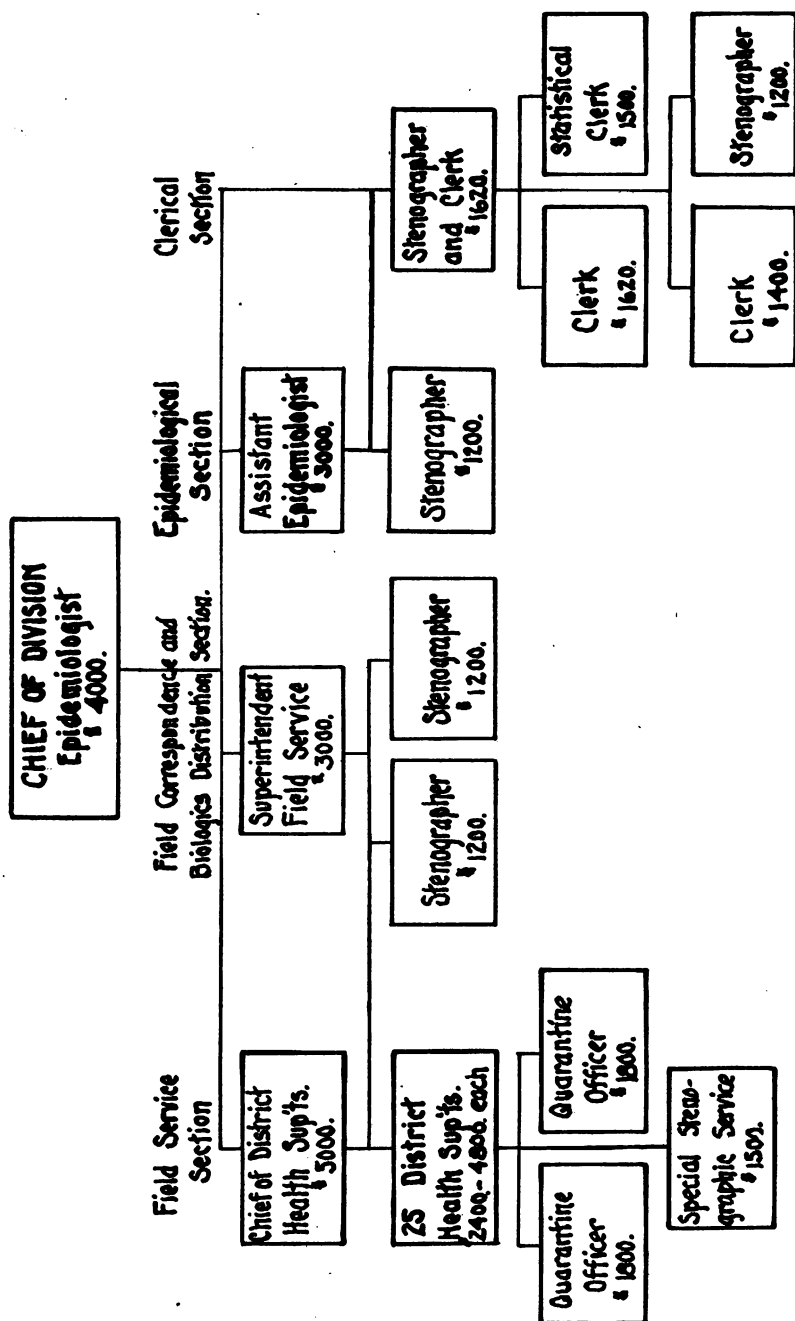 CHIEF OF DIVISION
Epidemiologist
$ 4000.
Field Service
Section
Field Correspondence and
Biologics Distribution Section.
Epidemiological
Section
Clerical
Section
Chief of District
Health Sup'ts.
$ 5000.
Superintendent
Field Service
$ 3000.
Assistant
Epidemiologist
$ 3000.
25 District
Health Sup'ts.
2400.-4800. each
Stenographer
$ 1200.
Stenographer
$ 1200.
Stenographer
$ 1200.
Stenographer
and Clerk
$ 1620.
Quarantine
Officer
$ 1800.
Quarantine
Officer
$ 1800.
Clerk
$ 1620.
Statistical
Clerk
$ 1500.
Special Steno-
graphic Service
$ 1500.
Clerk
$ 1400.
Stenographer
$ 1200.